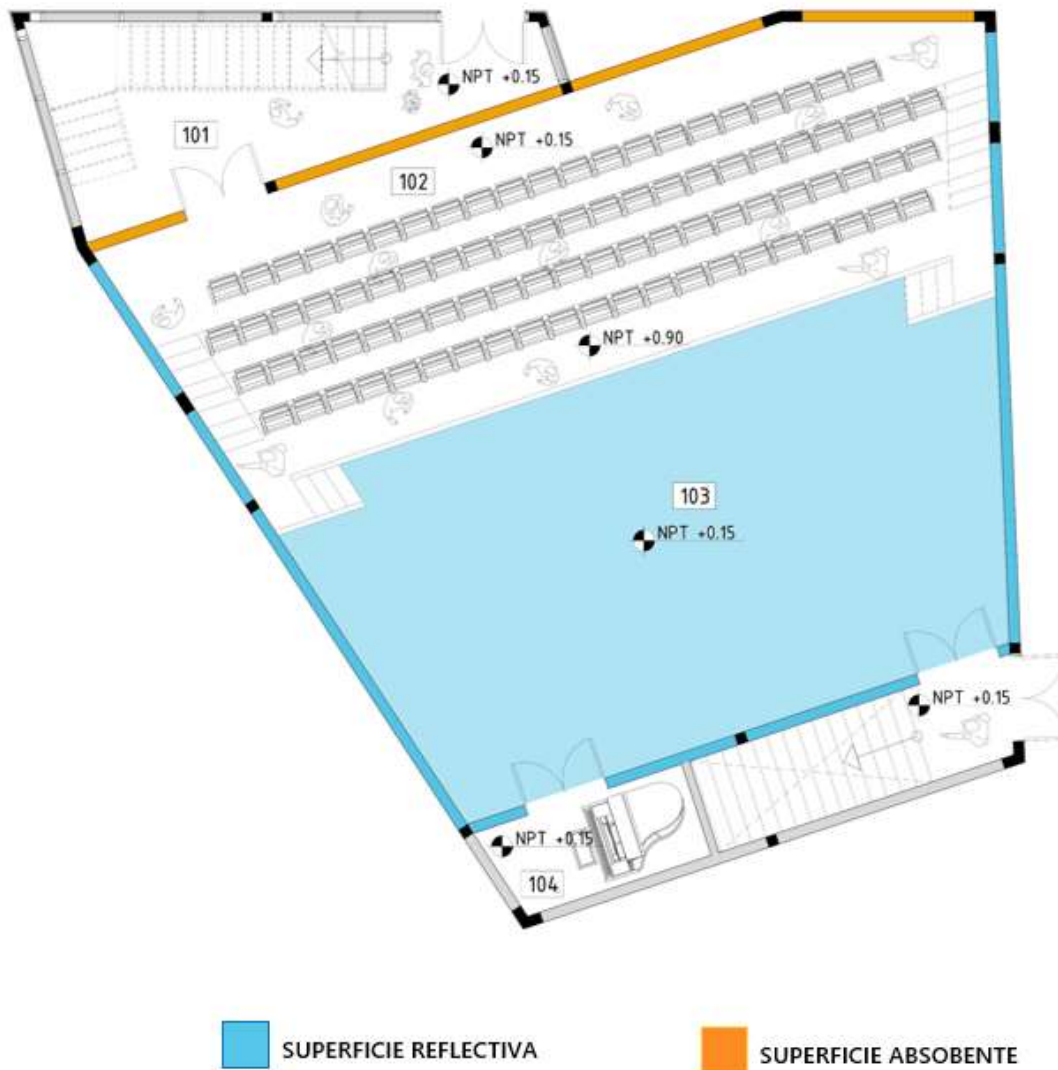 NPT +0.15
101
NPT +0.15
102
NPT +0.90
103
NPT +0.15
NPT +0.15
NPT +0.15
104
SUPERFICIE REFLECTIVA
SUPERFICIE ABSOBENTE